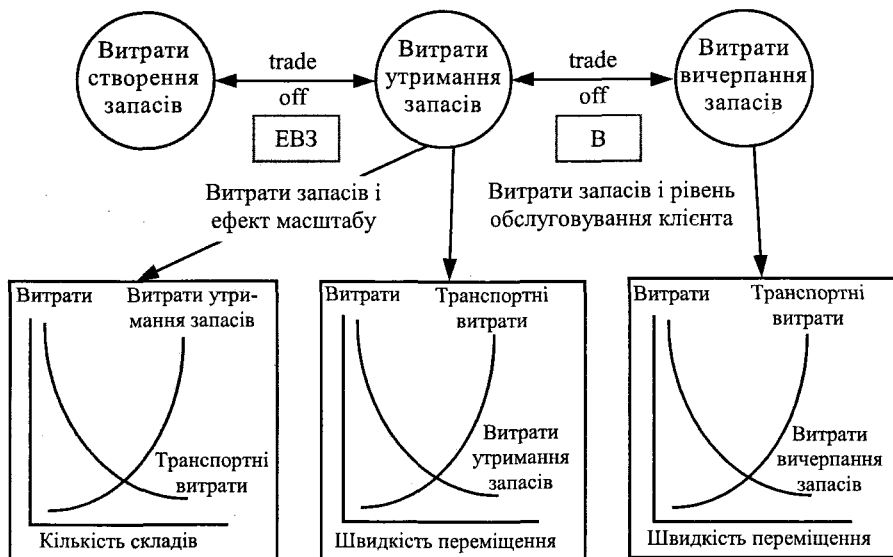 Витрати
створення
запасів
trade
off
ЕВЗ
Витрати
утримання
запасів
trade
off
В
Витрати
вичерпання
запасів
Витрати запасів і
ефект масштабу
Витрати запасів і рівень
обслуговування клієнта
Витрати
Витрати утри-
мання запасів
Транспортні
витрати
Кількість складів
Витрати
Транспортні
витрати
Витрати
утримання
запасів
Швидкість переміщення
Витрати
Транспортні
витрати
Витрати
вичерпання
запасів
Швидкість переміщення